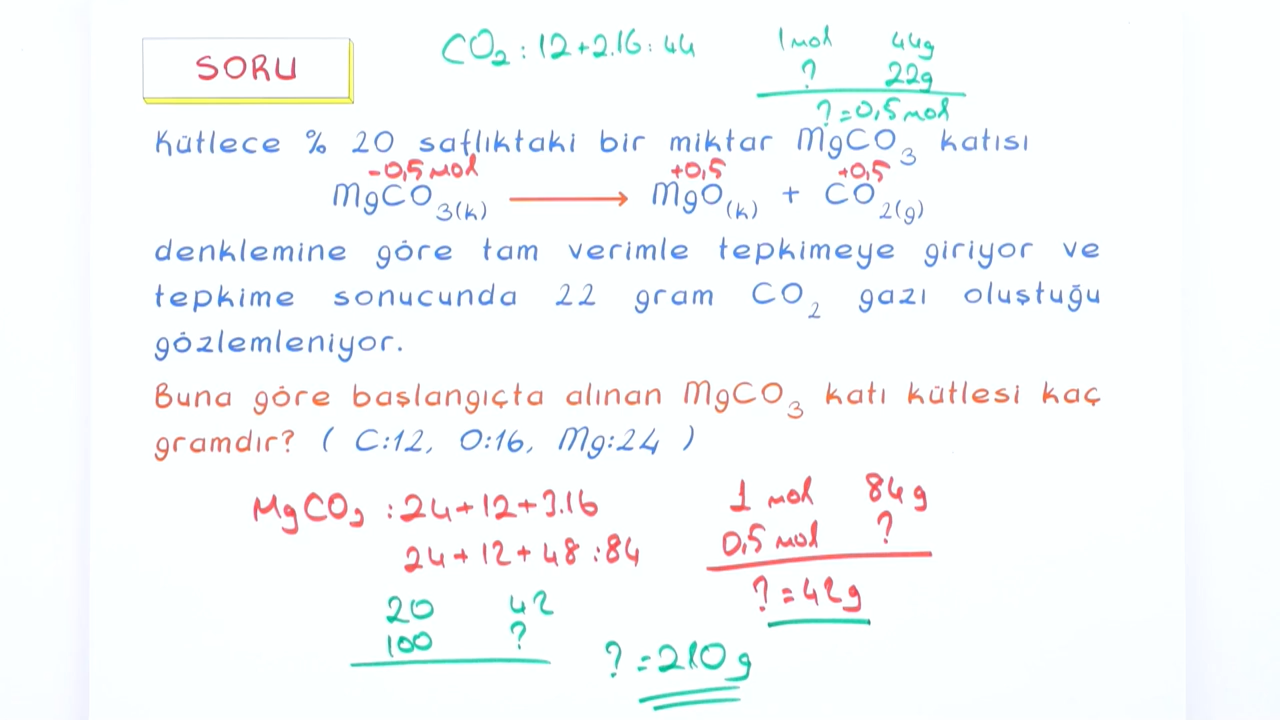 SORU
CO₂ : 12 + 2.16 : 44
1 mol 44g
? 22g
? = 0,5 mol
Kütlece % 20 saflıktaki bir miktar MgCO₃ katısı
-0,5 mol +0,5 +0,5
MgCO₃(k) → MgO(k) + CO₂(g)
denklemine göre tam verimle tepkimeye giriyor ve
tepkime sonucunda 22 gram CO₂ gazı oluştuğu
gözlemleniyor.
Buna göre başlangıçta alınan MgCO₃ katı kütlesi kaç
gramdır? ( C:12, O:16, Mg:24 )
MgCO₃ : 24 + 12 + 3.16
24 + 12 + 48 : 84
1 mol 84g
0,5 mol ?
? = 42g
20 42
100 ?
? = 210 g